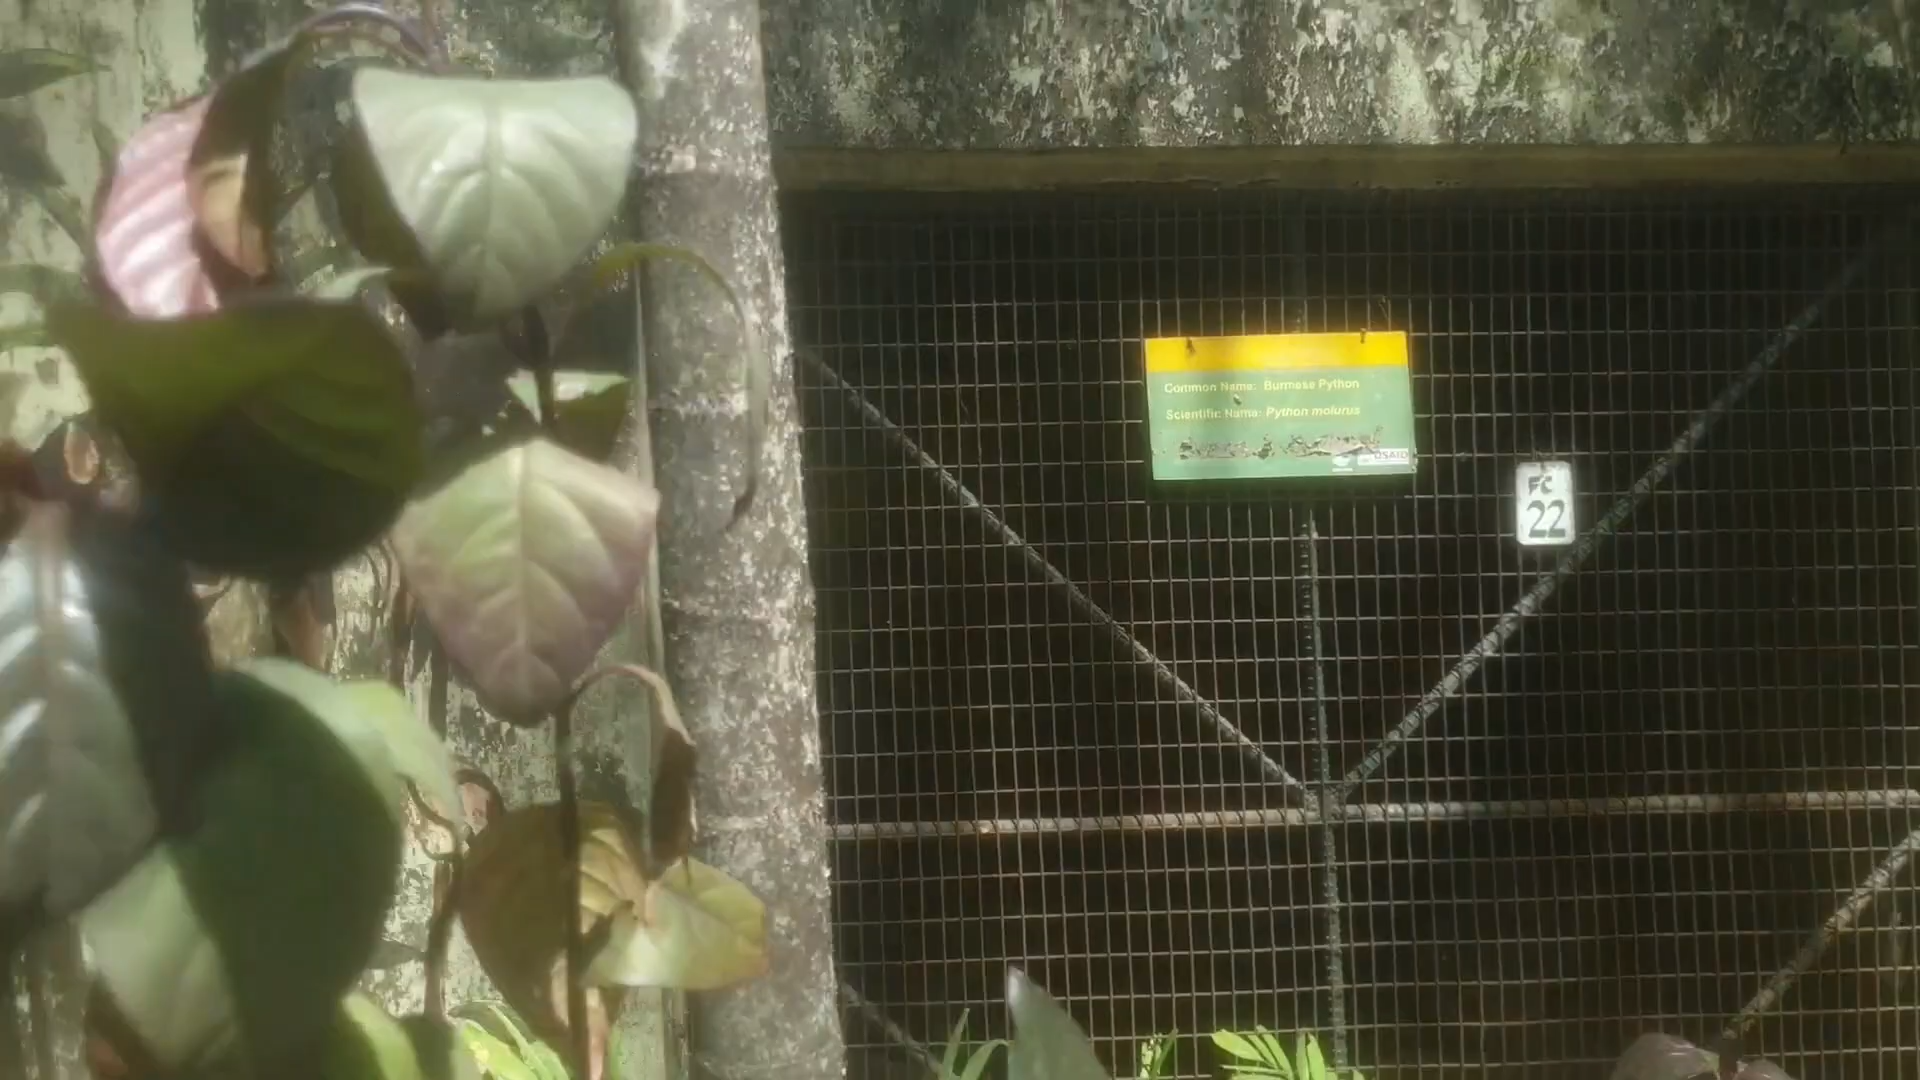 Common Name: Burmese Python
Scientific Name: Python molurus
USAID
FC
22